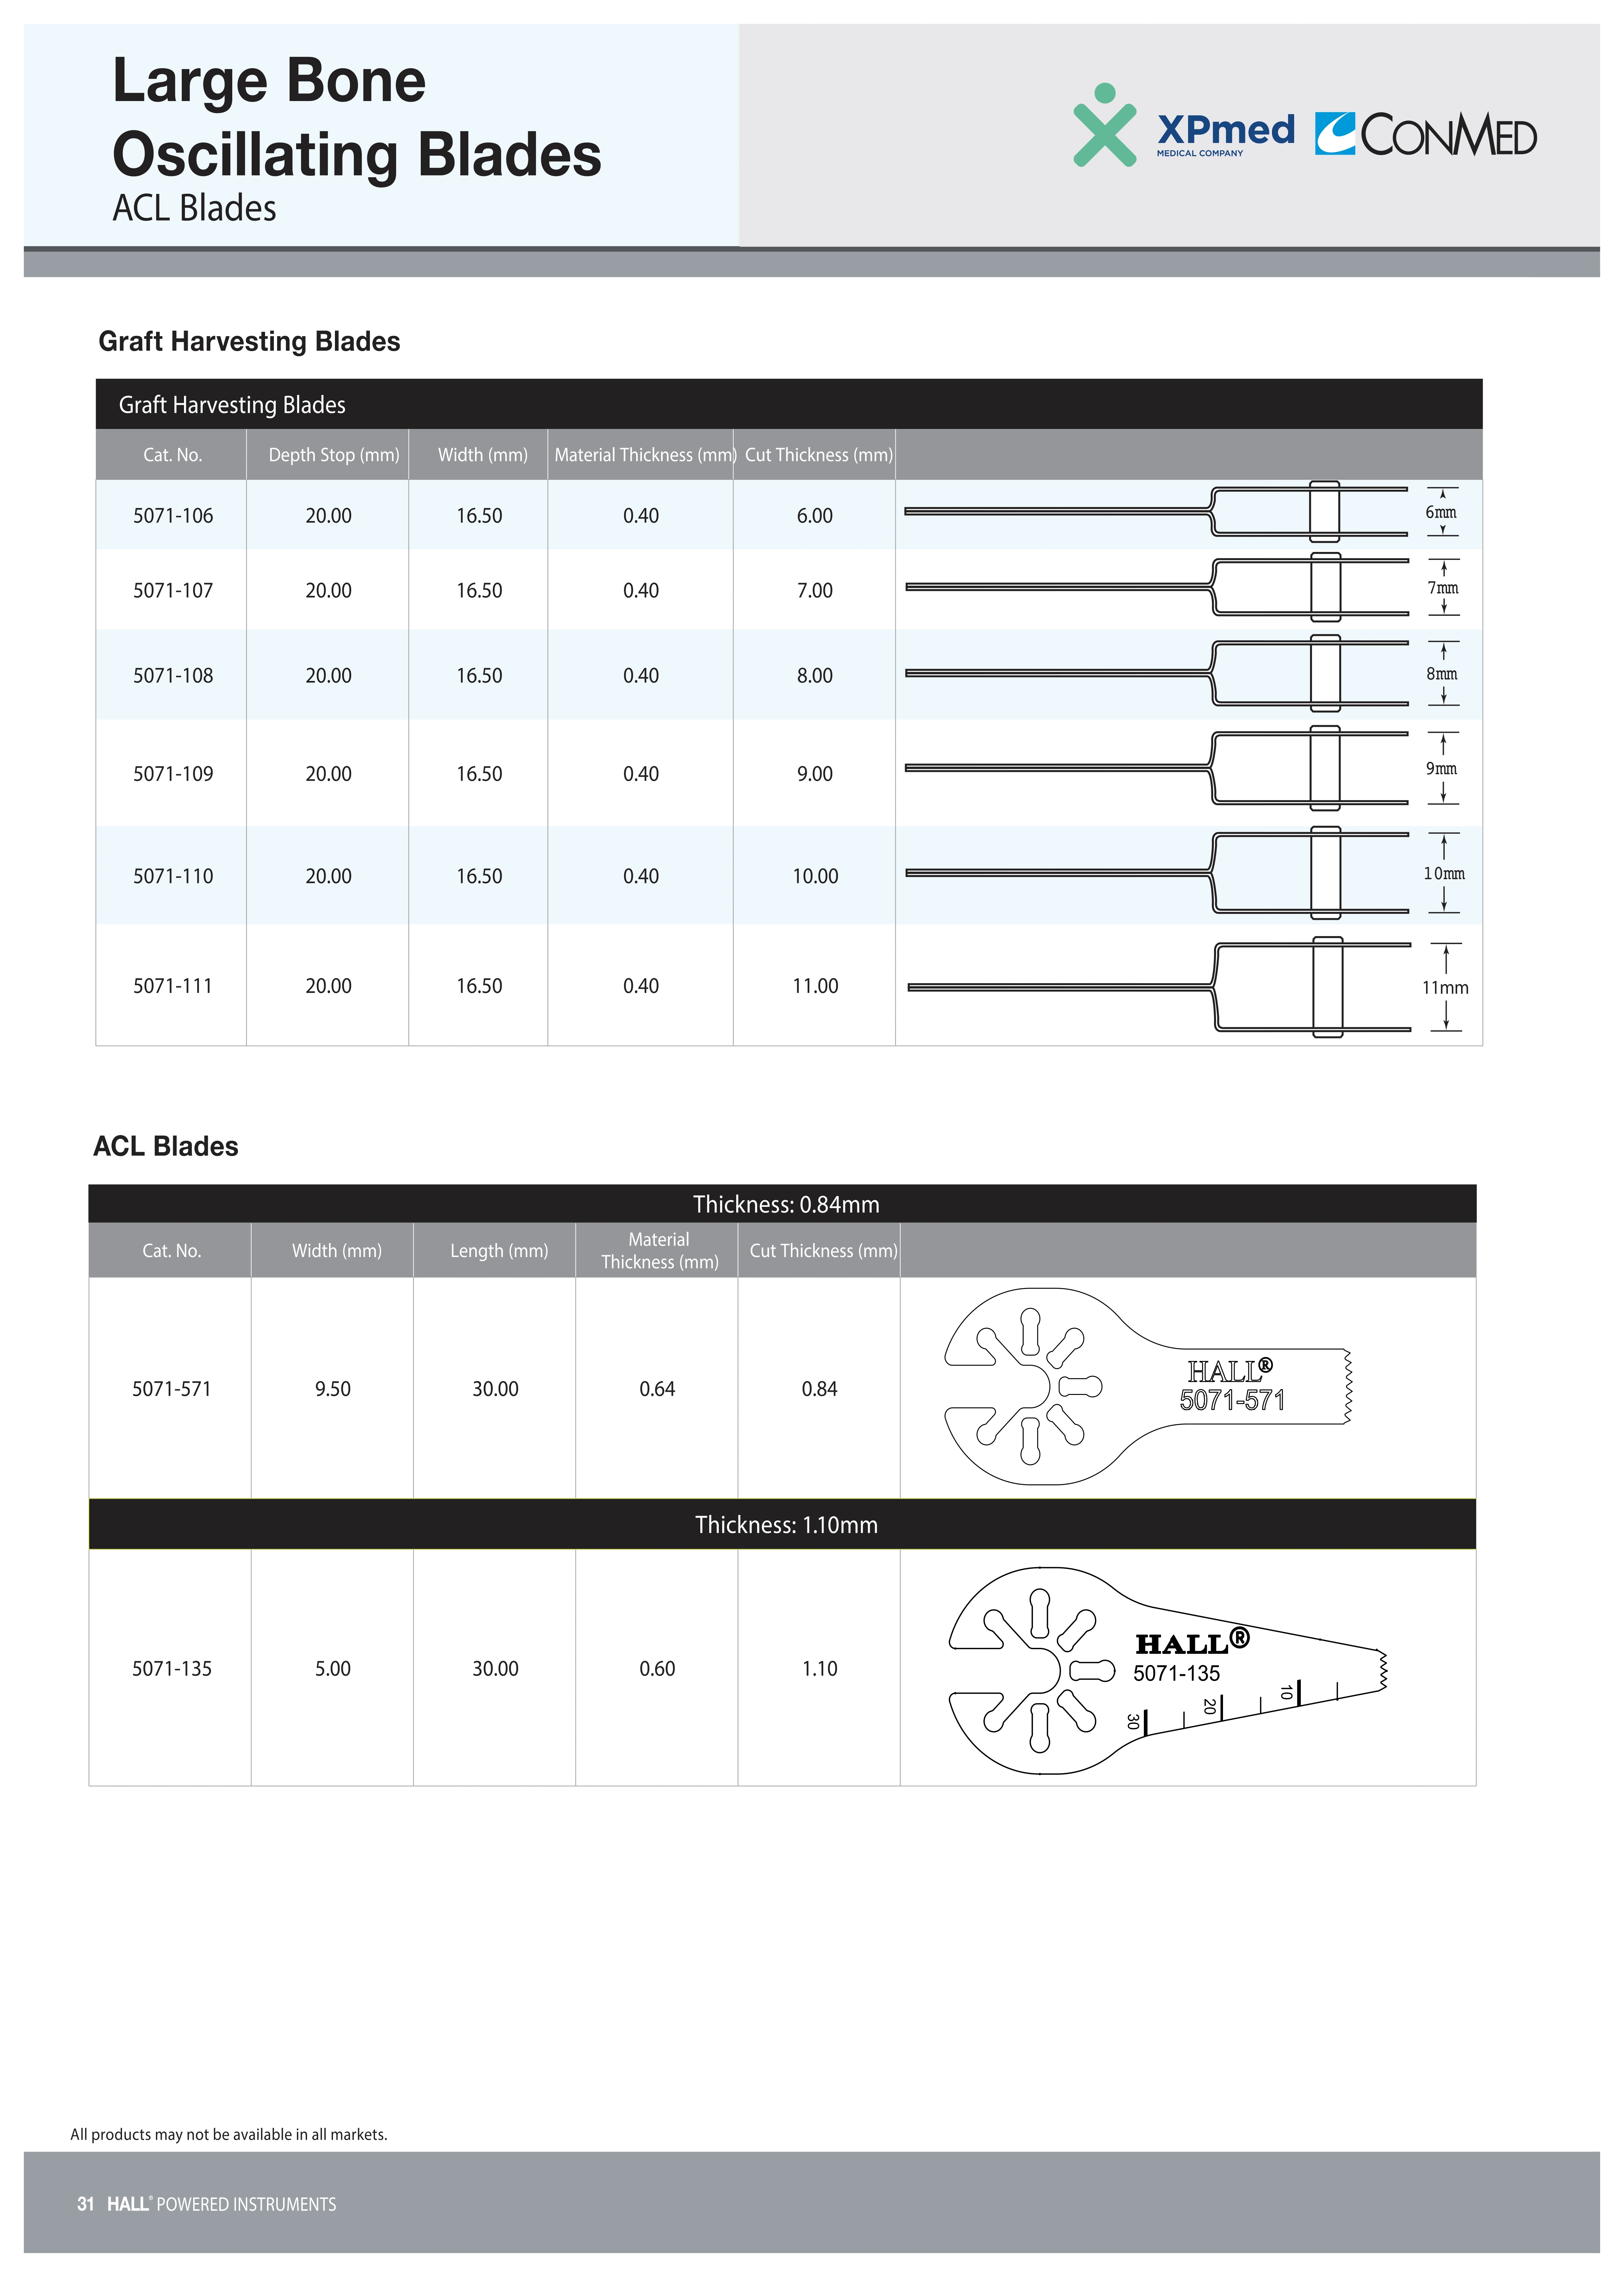 Large Bone
Oscillating Blades
ACL Blades
XPmed
MEDICAL COMPANY
CONMED
Graft Harvesting Blades
Graft Harvesting Blades
Cat. No. Depth Stop (mm) Width (mm) Material Thickness (mm) Cut Thickness (mm)
5071-106 20.00 16.50 0.40 6.00 6mm
5071-107 20.00 16.50 0.40 7.00 7mm
5071-108 20.00 16.50 0.40 8.00 8mm
5071-109 20.00 16.50 0.40 9.00 9mm
5071-110 20.00 16.50 0.40 10.00 10mm
5071-111 20.00 16.50 0.40 11.00 11mm
ACL Blades
Thickness: 0.84mm
Cat. No. Width (mm) Length (mm) Material Thickness (mm) Cut Thickness (mm)
5071-571 9.50 30.00 0.64 0.84
HALL®
5071-571
Thickness: 1.10mm
5071-135 5.00 30.00 0.60 1.10
HALL®
5071-135
30 20 10
All products may not be available in all markets.
31 HALL® POWERED INSTRUMENTS